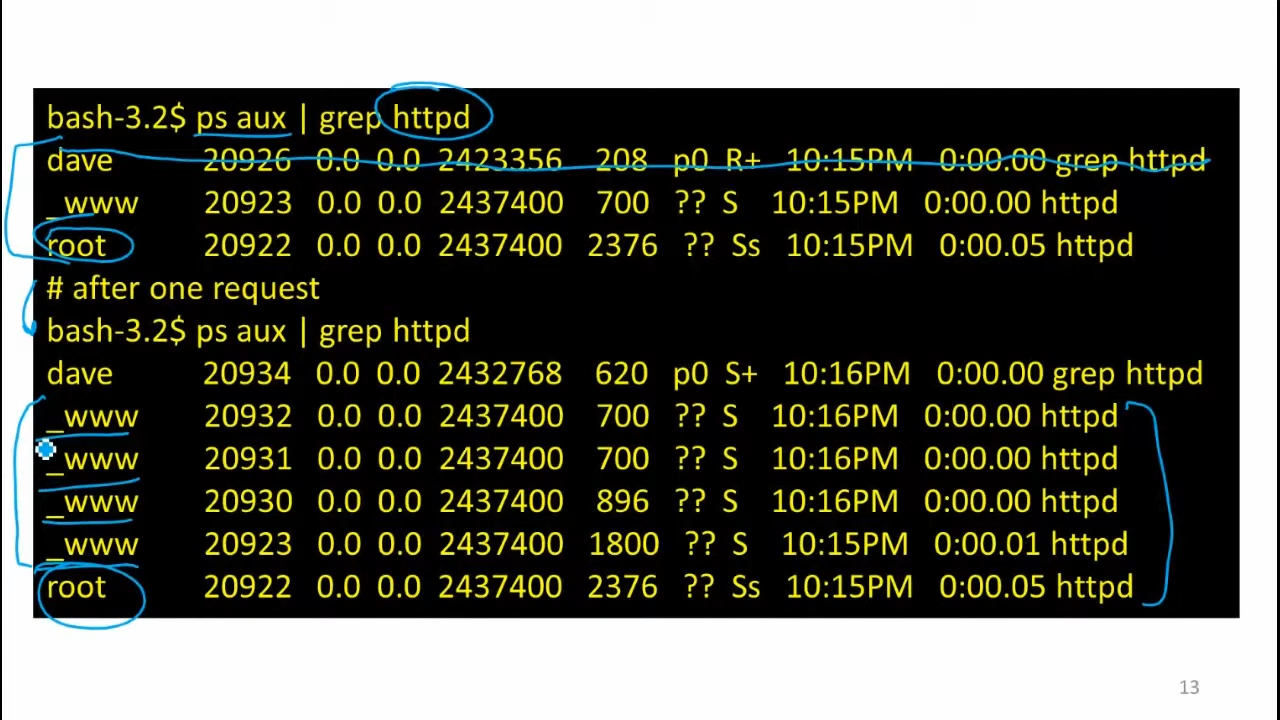 bash-3.2$ ps aux | grep httpd
dave 20926 0.0 0.0 2423356 208 p0 R+ 10:15PM 0:00.00 grep httpd
_www 20923 0.0 0.0 2437400 700 ?? S 10:15PM 0:00.00 httpd
root 20922 0.0 0.0 2437400 2376 ?? Ss 10:15PM 0:00.05 httpd
# after one request
bash-3.2$ ps aux | grep httpd
dave 20934 0.0 0.0 2432768 620 p0 S+ 10:16PM 0:00.00 grep httpd
_www 20932 0.0 0.0 2437400 700 ?? S 10:16PM 0:00.00 httpd
_www 20931 0.0 0.0 2437400 700 ?? S 10:16PM 0:00.00 httpd
_www 20930 0.0 0.0 2437400 896 ?? S 10:16PM 0:00.00 httpd
_www 20923 0.0 0.0 2437400 1800 ?? S 10:15PM 0:00.01 httpd
root 20922 0.0 0.0 2437400 2376 ?? Ss 10:15PM 0:00.05 httpd
13